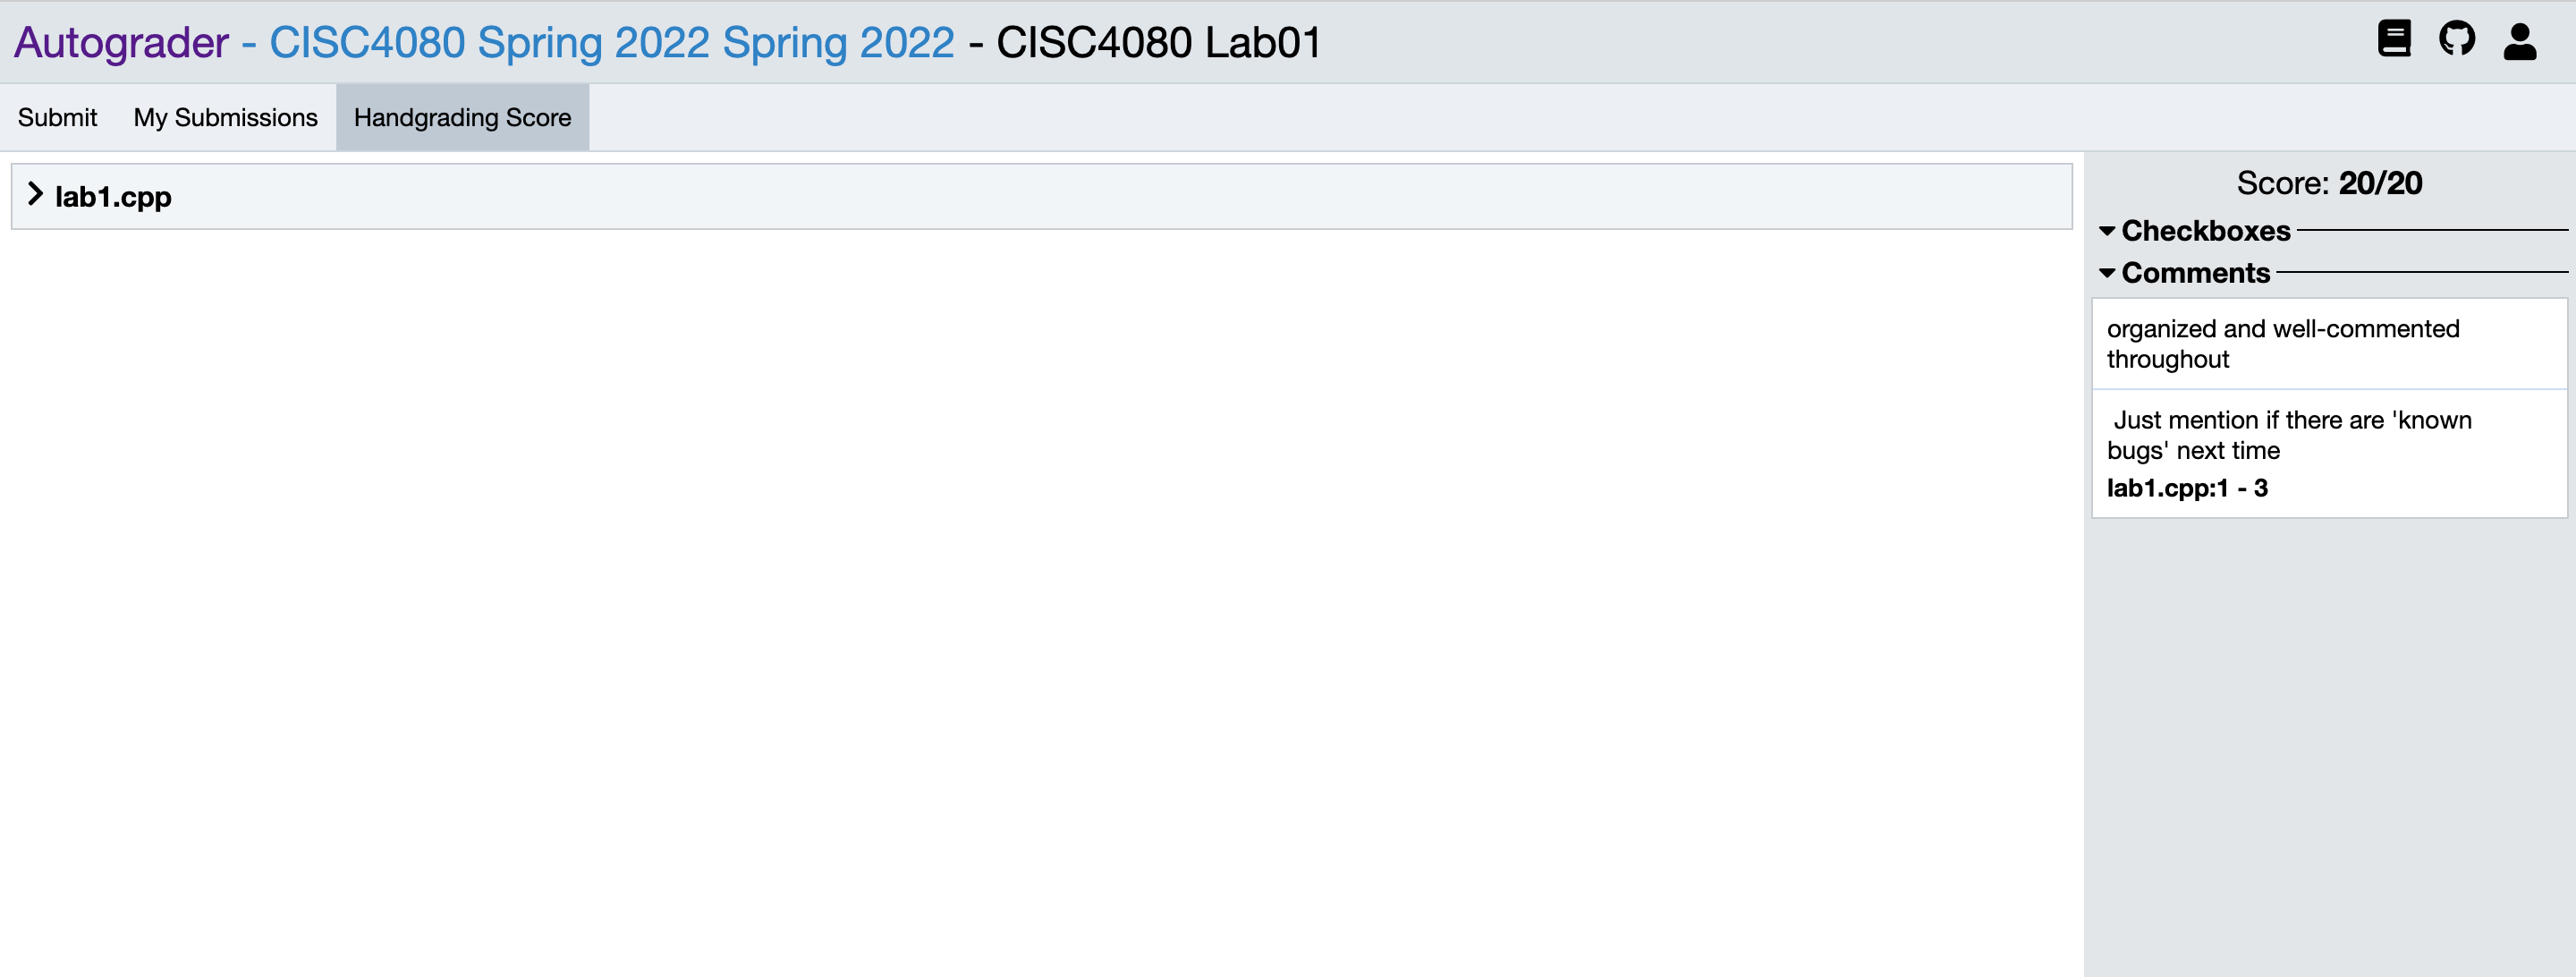 Autograder - CISC4080 Spring 2022 Spring 2022 - CISC4080 Lab01
Submit My Submissions Handgrading Score
lab1.cpp
Score: 20/20
Checkboxes
Comments
organized and well-commented
throughout
Just mention if there are 'known
bugs' next time
lab1.cpp:1 - 3